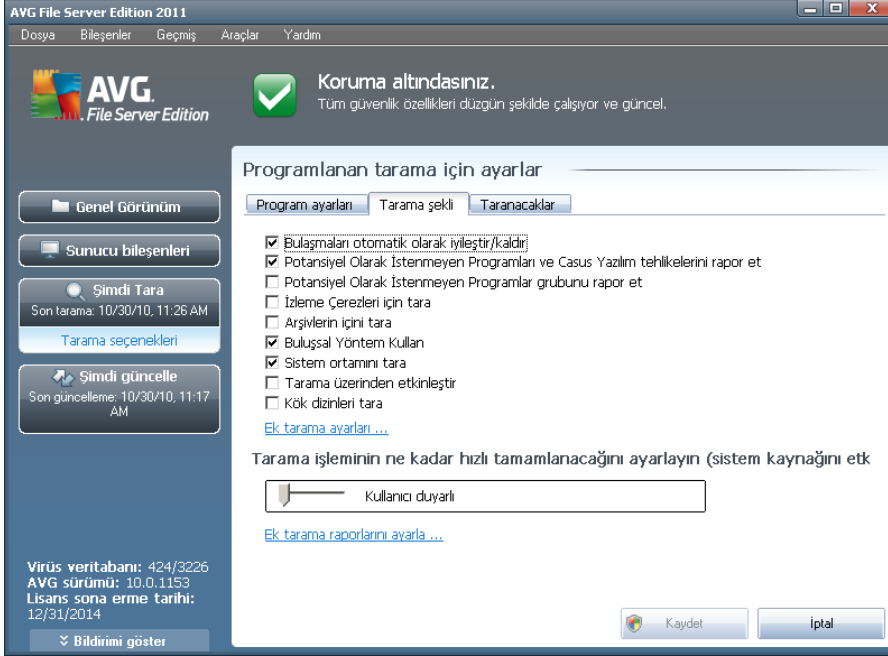 AVG File Server Edition 2011
Dosya Bileşenler Geçmiş Araçlar Yardım
AVG.
File Server Edition
Koruma altındasınız.
Tüm güvenlik özellikleri düzgün şekilde çalışıyor ve güncel.
Genel Görünüm
Sunucu bileşenleri
Şimdi Tara
Son tarama: 10/30/10, 11:26 AM
Tarama seçenekleri
Şimdi güncelle
Son güncelleme: 10/30/10, 11:17
AM
Virüs veritabanı: 424/3226
AVG sürümü: 10.0.1153
Lisans sona erme tarihi:
12/31/2014
Bildirimi göster
Programlanan tarama için ayarlar
Program ayarları Tarama şekli Taranacaklar
Bulaşmaları otomatik olarak iyileştir/kaldır
Potansiyel Olarak İstenmeyen Programları ve Casus Yazılım tehlikelerini rapor et
Potansiyel Olarak İstenmeyen Programlar grubunu rapor et
İzleme Çerezleri için tara
Arşivlerin içini tara
Buluşsal Yöntem Kullan
Sistem ortamını tara
Tarama üzerinden etkinleştir
Kök dizinleri tara
Ek tarama ayarları ...
Tarama işleminin ne kadar hızlı tamamlanacağını ayarlayın (sistem kaynağını etk
Kullanıcı duyarlı
Ek tarama raporlarını ayarla ...
Kaydet İptal